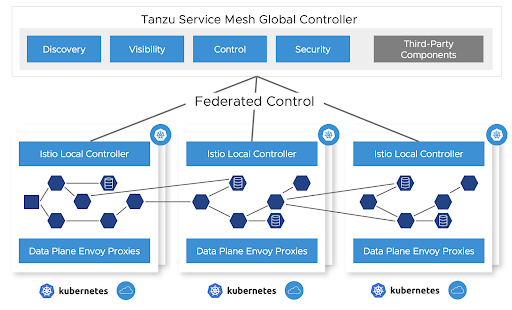 Tanzu Service Mesh Global Controller
Discovery
Visibility
Control
Security
Third-Party
Components
Federated Control
Istio Local Controller
Istio Local Controller
Istio Local Controller
Data Plane Envoy Proxies
Data Plane Envoy Proxies
Data Plane Envoy Proxies
kubernetes
kubernetes
kubernetes